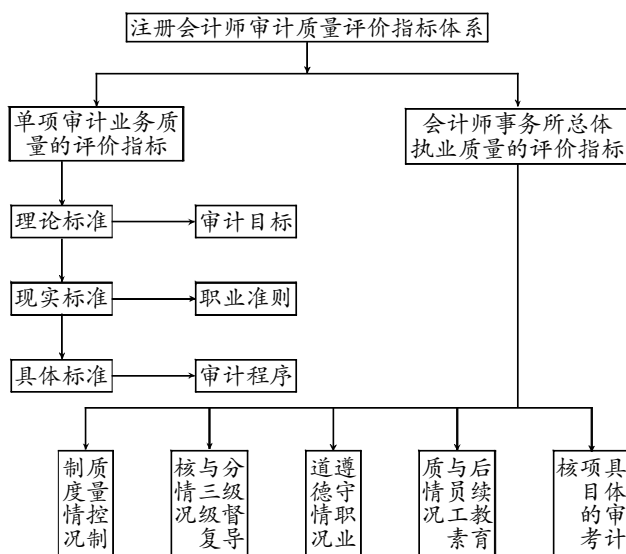 注册会计师审计质量评价指标体系
单项审计业务质
量的评价指标
会计师事务所总体
执业质量的评价指标
理论标准
审计目标
现实标准
职业准则
具体标准
审计程序
质量控制
制度情况
分级督导
与三级复
核情况
遵守职业
道德情况
后续教育
与员工素
质情况
具体审计
项目的考
核